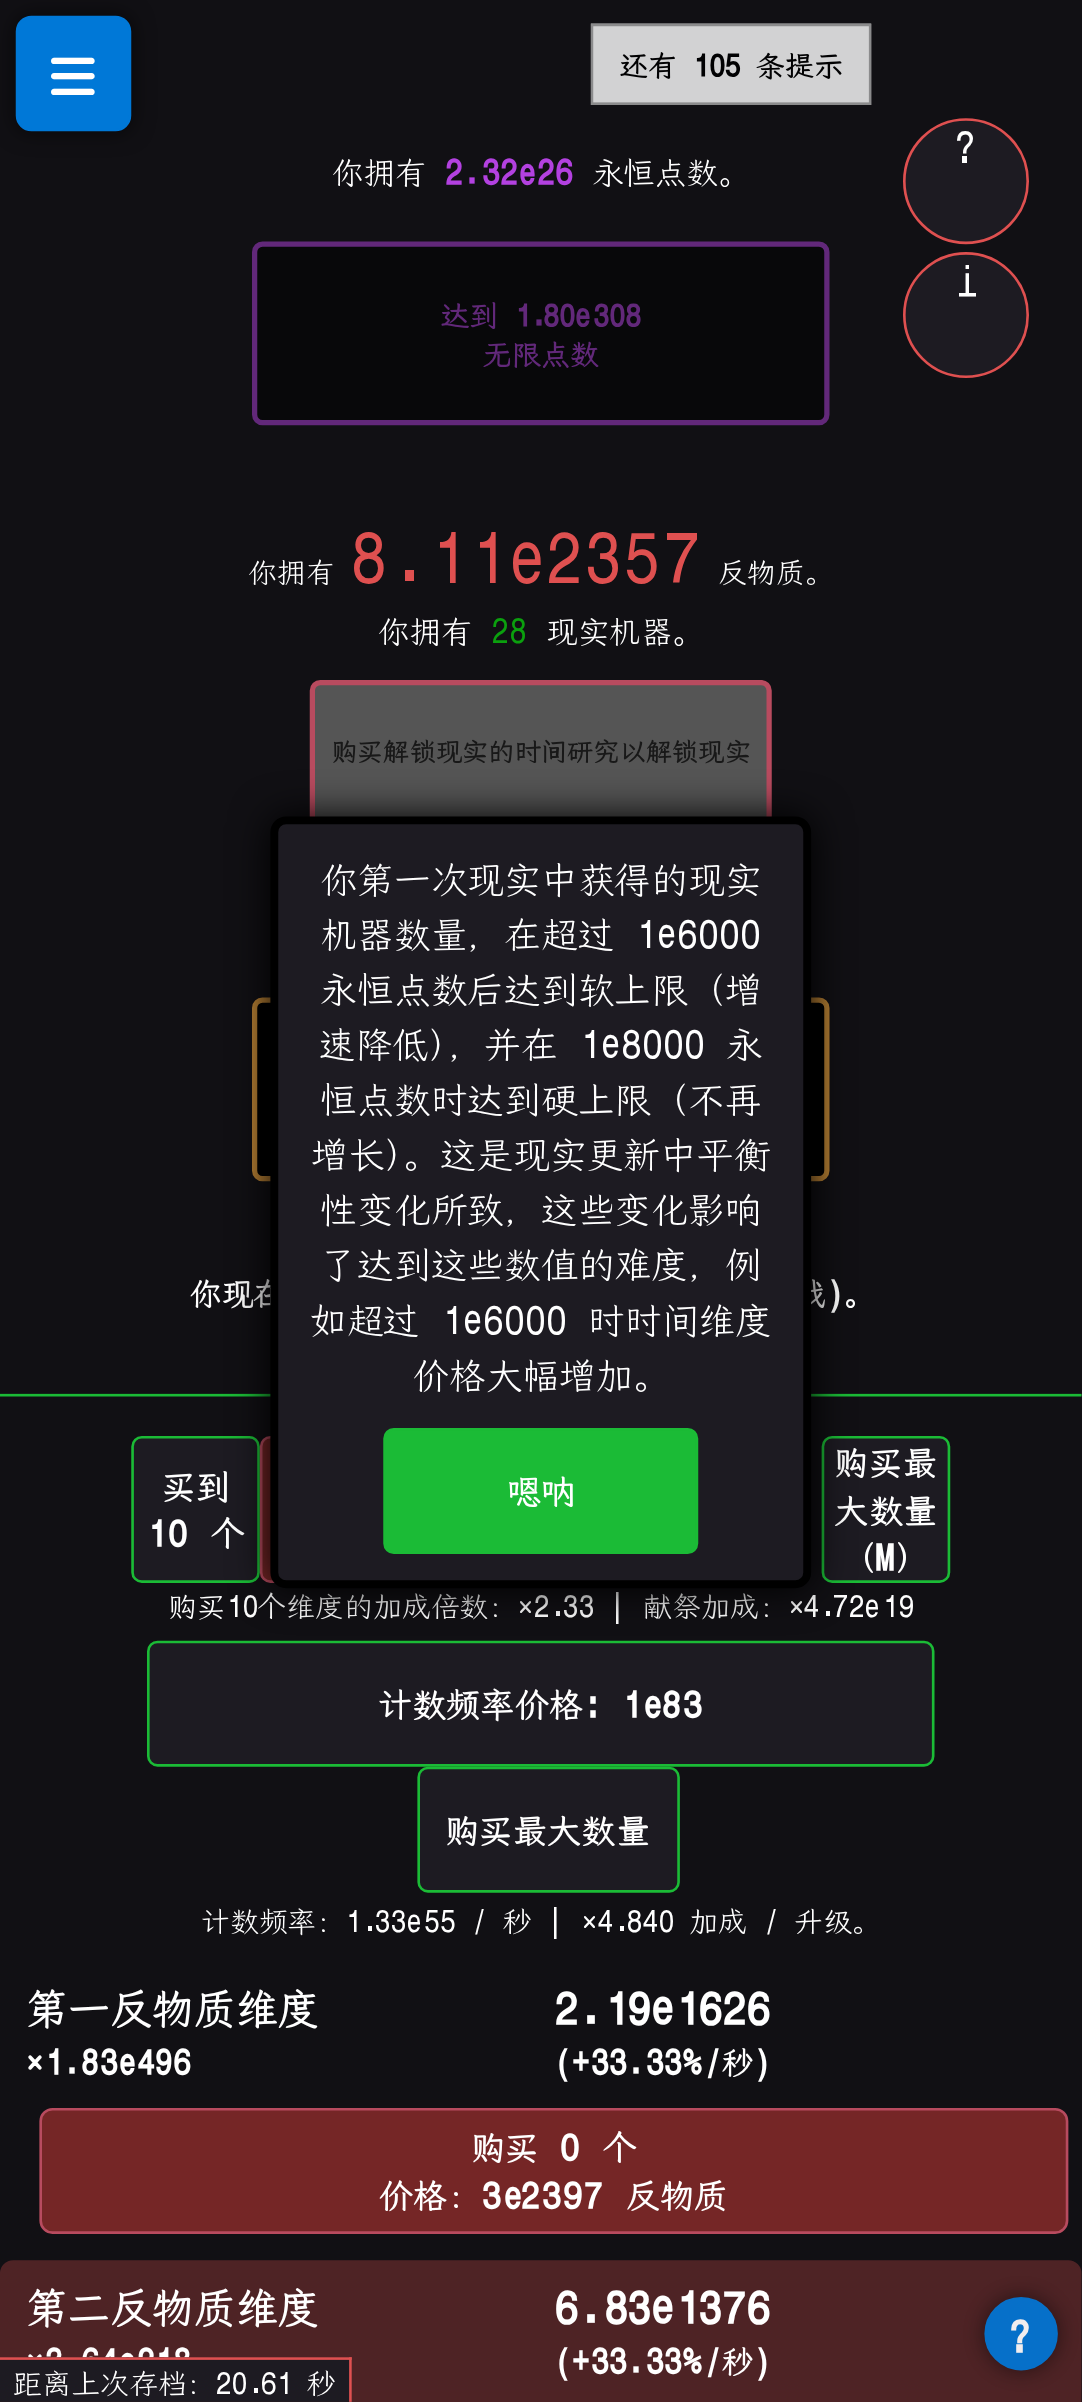 还有 105 条提示
?
i
你拥有 2.32e26 永恒点数。
达到 1.80e308
无限点数
你拥有 8.11e2357 反物质。
你拥有 28 现实机器。
购买解锁现实的时间研究以解锁现实
你第一次现实中获得的现实
机器数量，在超过 1e6000
永恒点数后达到软上限（增
速降低），并在 1e8000 永
恒点数时达到硬上限（不再
增长）。这是现实更新中平衡
性变化所致，这些变化影响
了达到这些数值的难度，例
如超过 1e6000 时时间维度
价格大幅增加。
嗯呐
你现在
)。
买到
10 个
购买最
大数量
(M)
购买10个维度的加成倍数：×2.33 | 献祭加成：×4.72e19
计数频率价格：1e83
购买最大数量
计数频率：1.33e55 / 秒 | ×4.840 加成 / 升级。
第一反物质维度 2.19e1626
×1.83e496 (+33.33%/秒)
购买 0 个
价格：3e2397 反物质
第二反物质维度 6.83e1376
(+33.33%/秒)
?
距离上次存档：20.61 秒